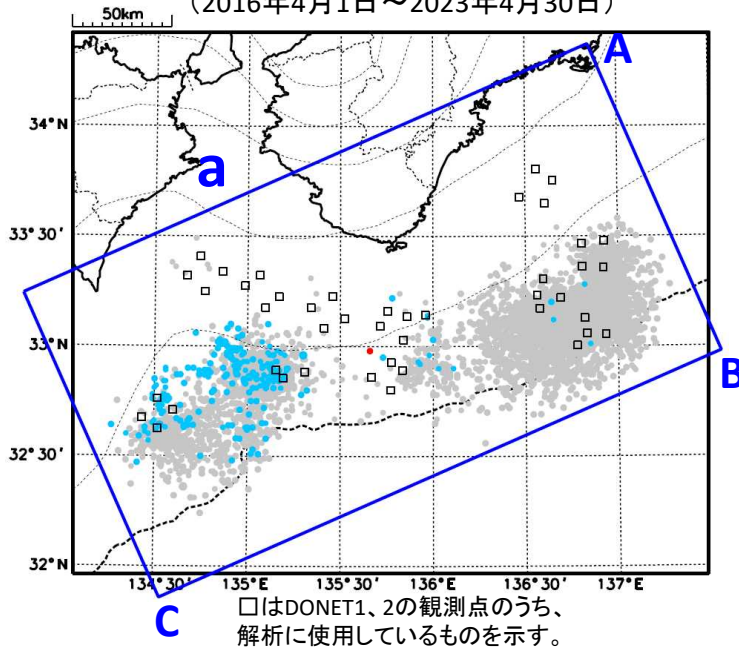 （2016年4月1日～2023年4月30日）
50km
A
a
34°N
33°30′
33°N
B
32°30′
32°N
134°30′ 135°E 135°30′ 136°E 136°30′ 137°E
C
□はDONET1、2の観測点のうち、
解析に使用しているものを示す。